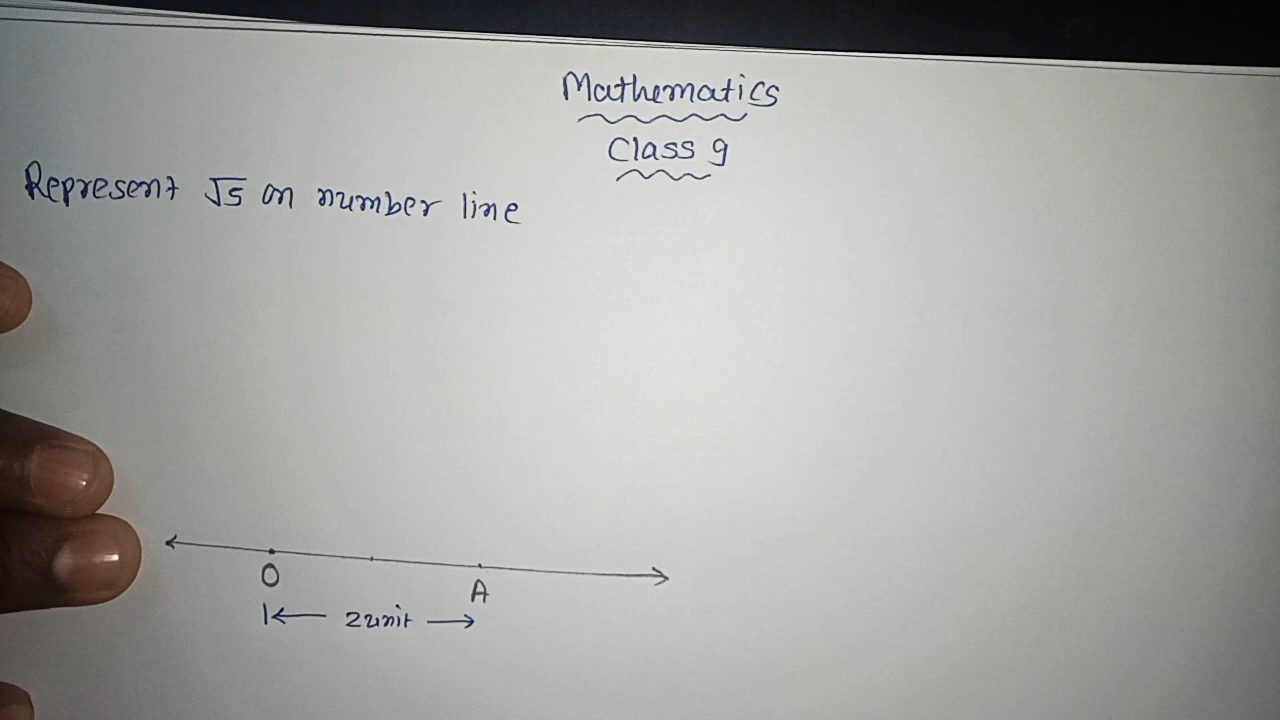 Mathematics
Class 9
Represent √5 on number line
O
A
2unit